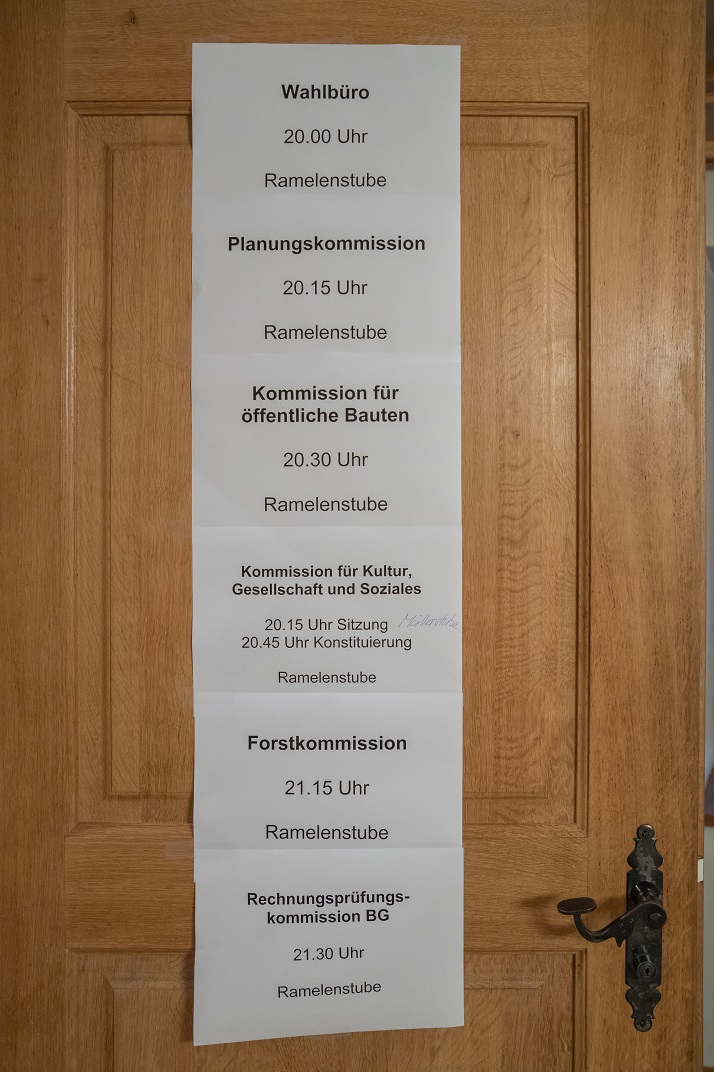 Wahlbüro
20.00 Uhr
Ramelenstube
Planungskommission
20.15 Uhr
Ramelenstube
Kommission für
öffentliche Bauten
20.30 Uhr
Ramelenstube
Kommission für Kultur,
Gesellschaft und Soziales
20.15 Uhr Sitzung
20.45 Uhr Konstituierung
Ramelenstube
Forstkommission
21.15 Uhr
Ramelenstube
Rechnungsprüfungs-
kommission BG
21.30 Uhr
Ramelenstube